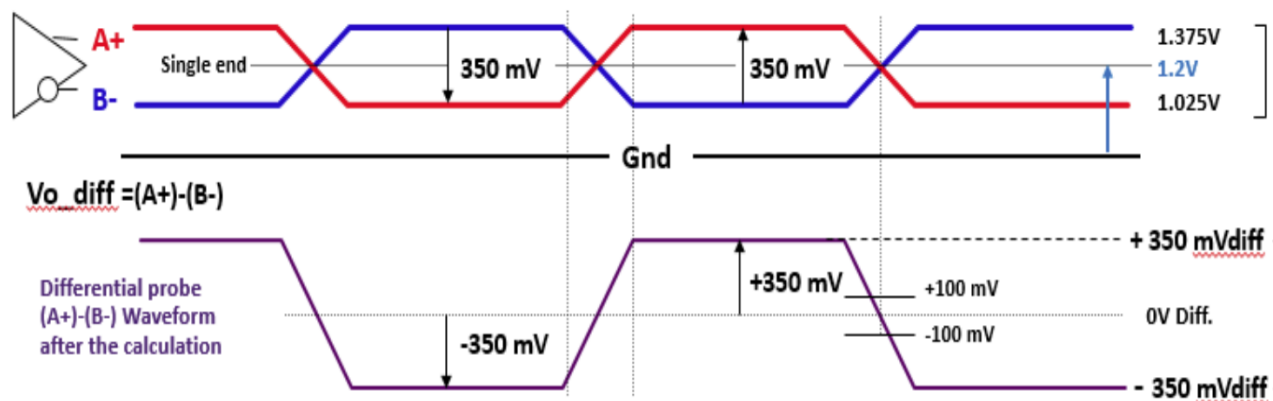 A+
Single end
B-
350 mV
350 mV
1.375V
1.2V
1.025V
Gnd
Vo_diff =(A+)-(B-)
Differential probe
(A+)-(B-) Waveform
after the calculation
-350 mV
+350 mV
+100 mV
-100 mV
+ 350 mVdiff
0V Diff.
- 350 mVdiff